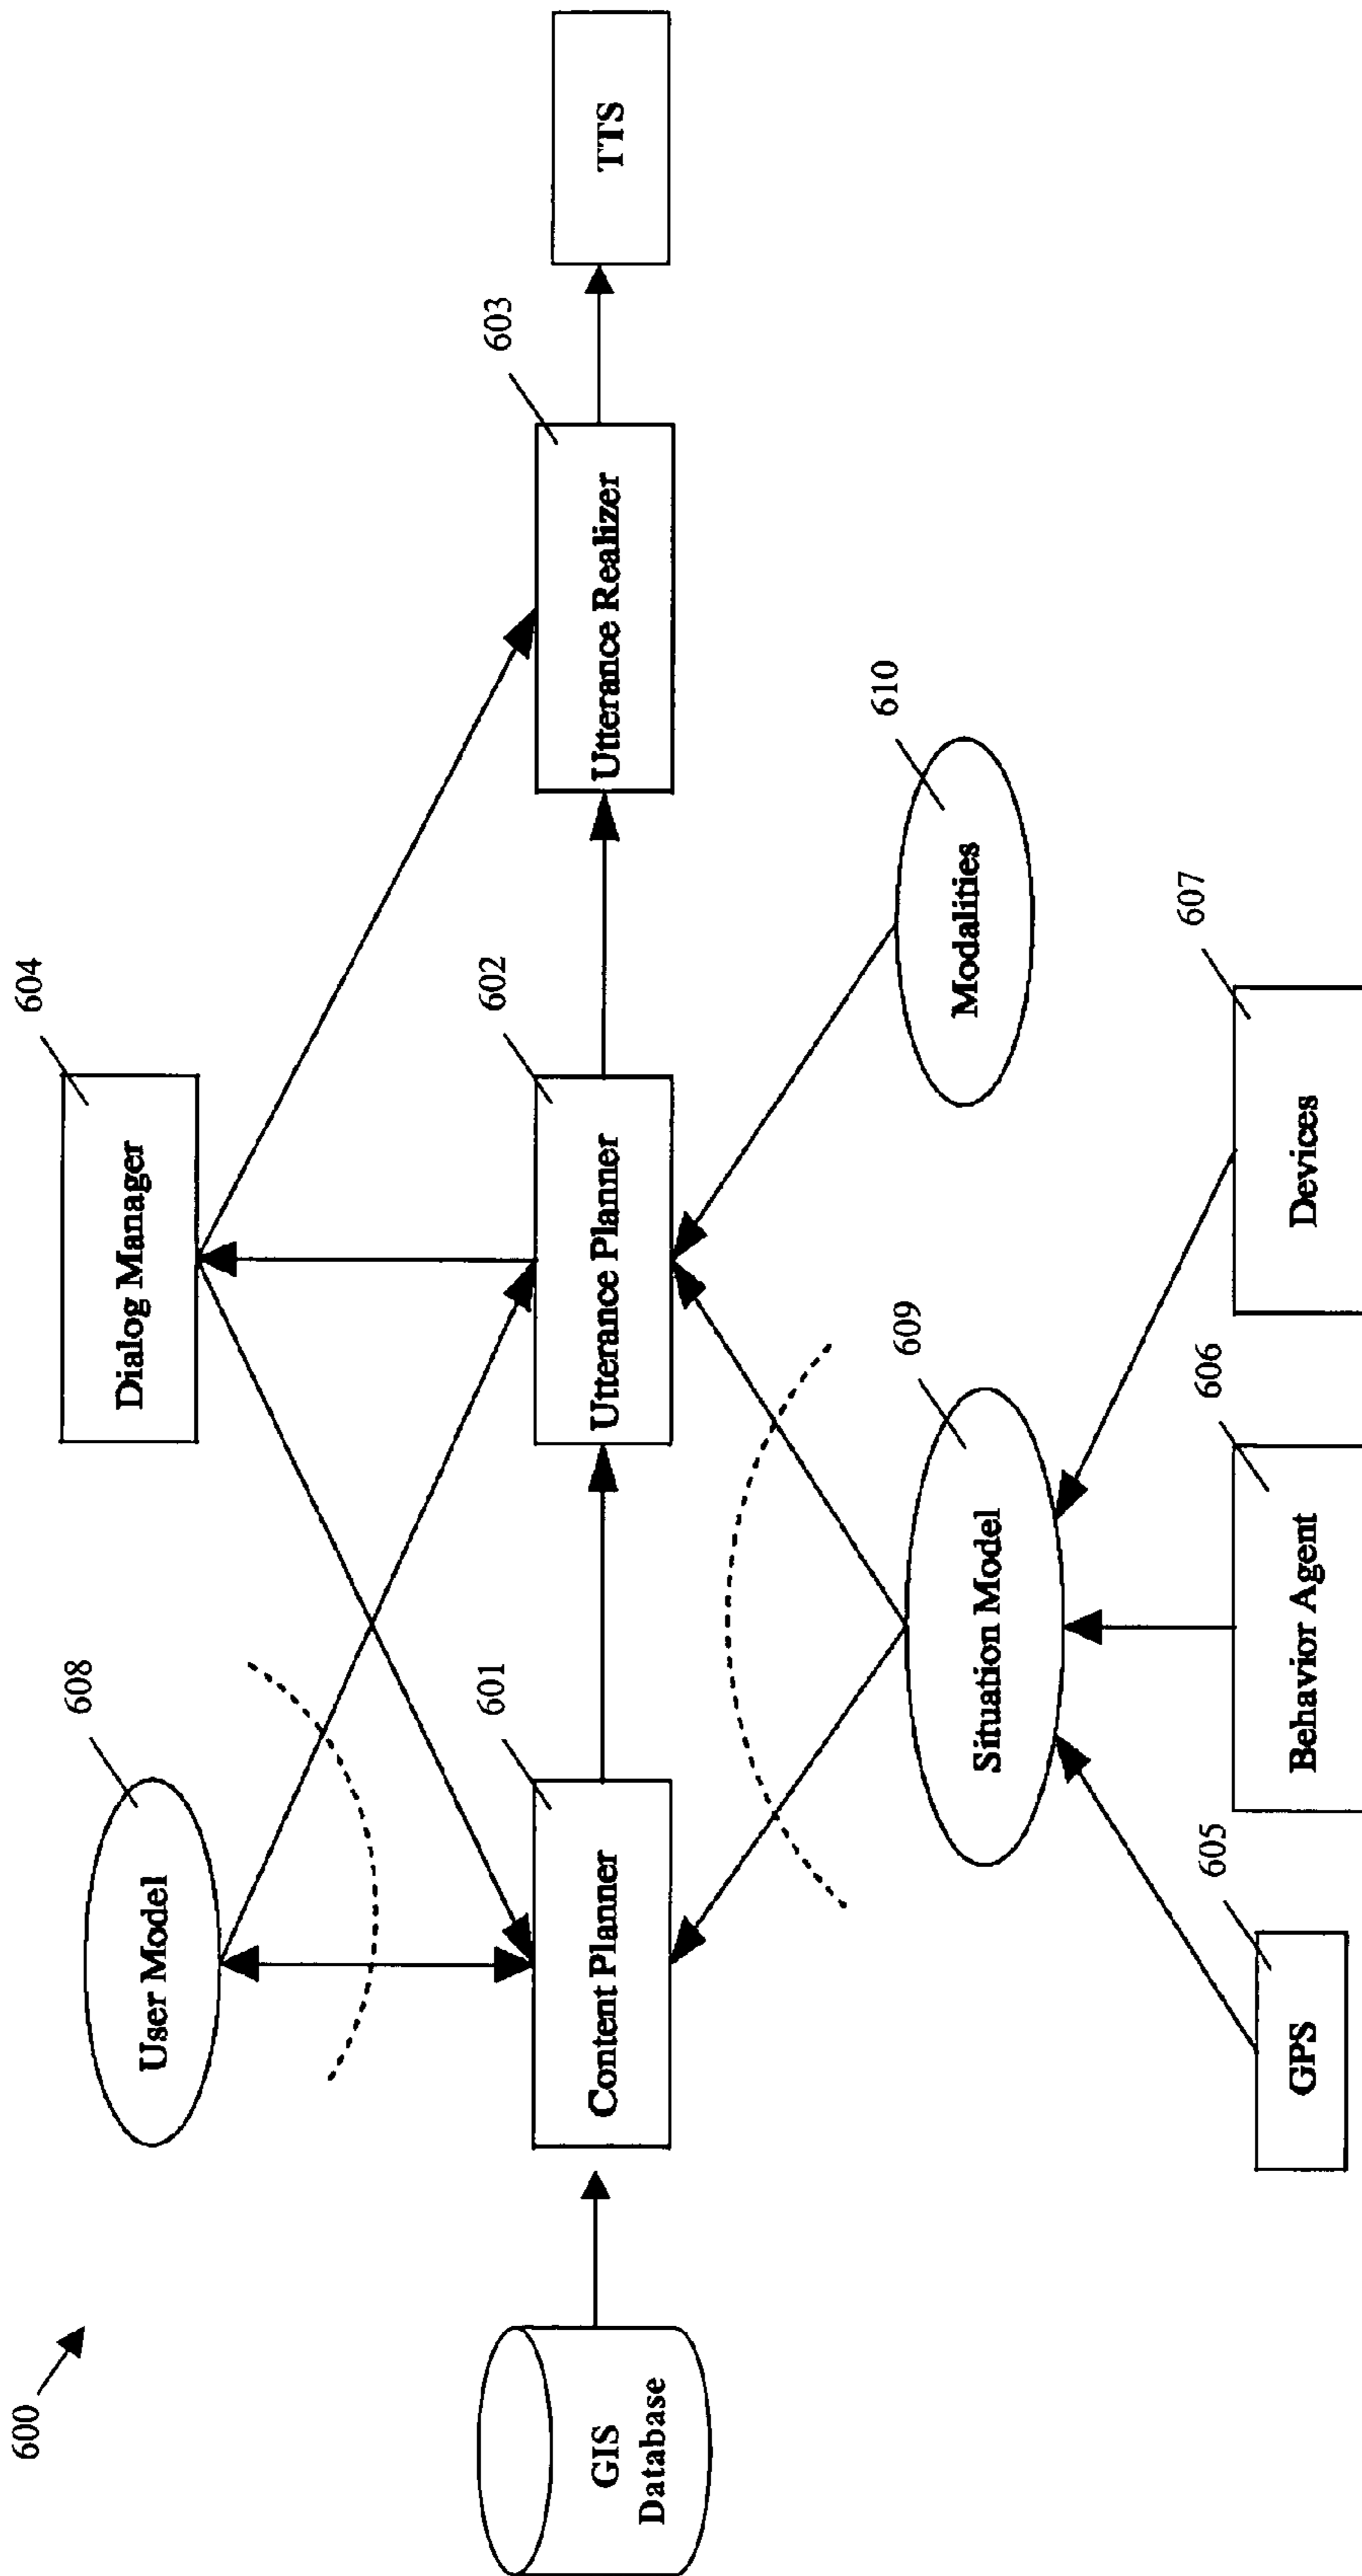 600
604
Dialog Manager
608
User Model
603
602
601
TTS
Utterance Realizer
Utterance Planner
Content Planner
GIS
Database
610
Modalities
609
Situation Model
607
Devices
606
Behavior Agent
605
GPS